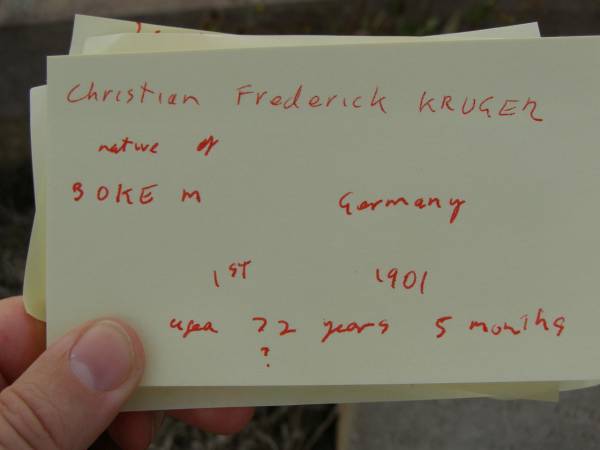 Christian Frederick KRUGER
native of
BOKE M Germany
1ST 1901
aged 72 years 5 months
?